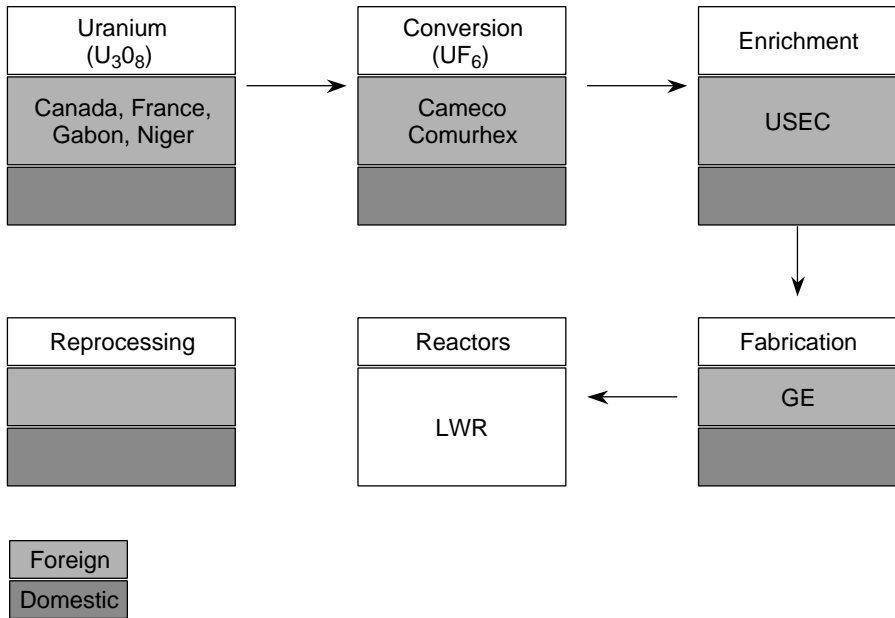 Uranium
(U₃0₈)
Conversion
(UF₆)
Enrichment
Canada, France,
Gabon, Niger
Cameco
Comurhex
USEC
Reprocessing
Reactors
Fabrication
LWR
GE
Foreign
Domestic